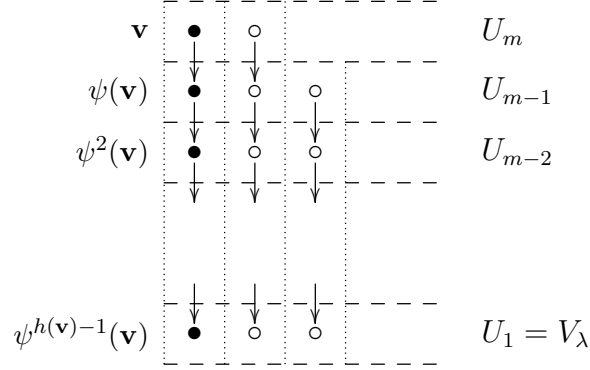 v U_m
ψ(v) U_{m−1}
ψ²(v) U_{m−2}
ψ^{h(v)−1}(v) U_1 = V_λ